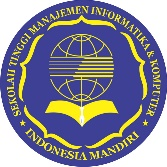 SEKOLAH TINGGI MANAJEMEN INFORMATIKA & KOMPUTER
INDONESIA MANDIRI